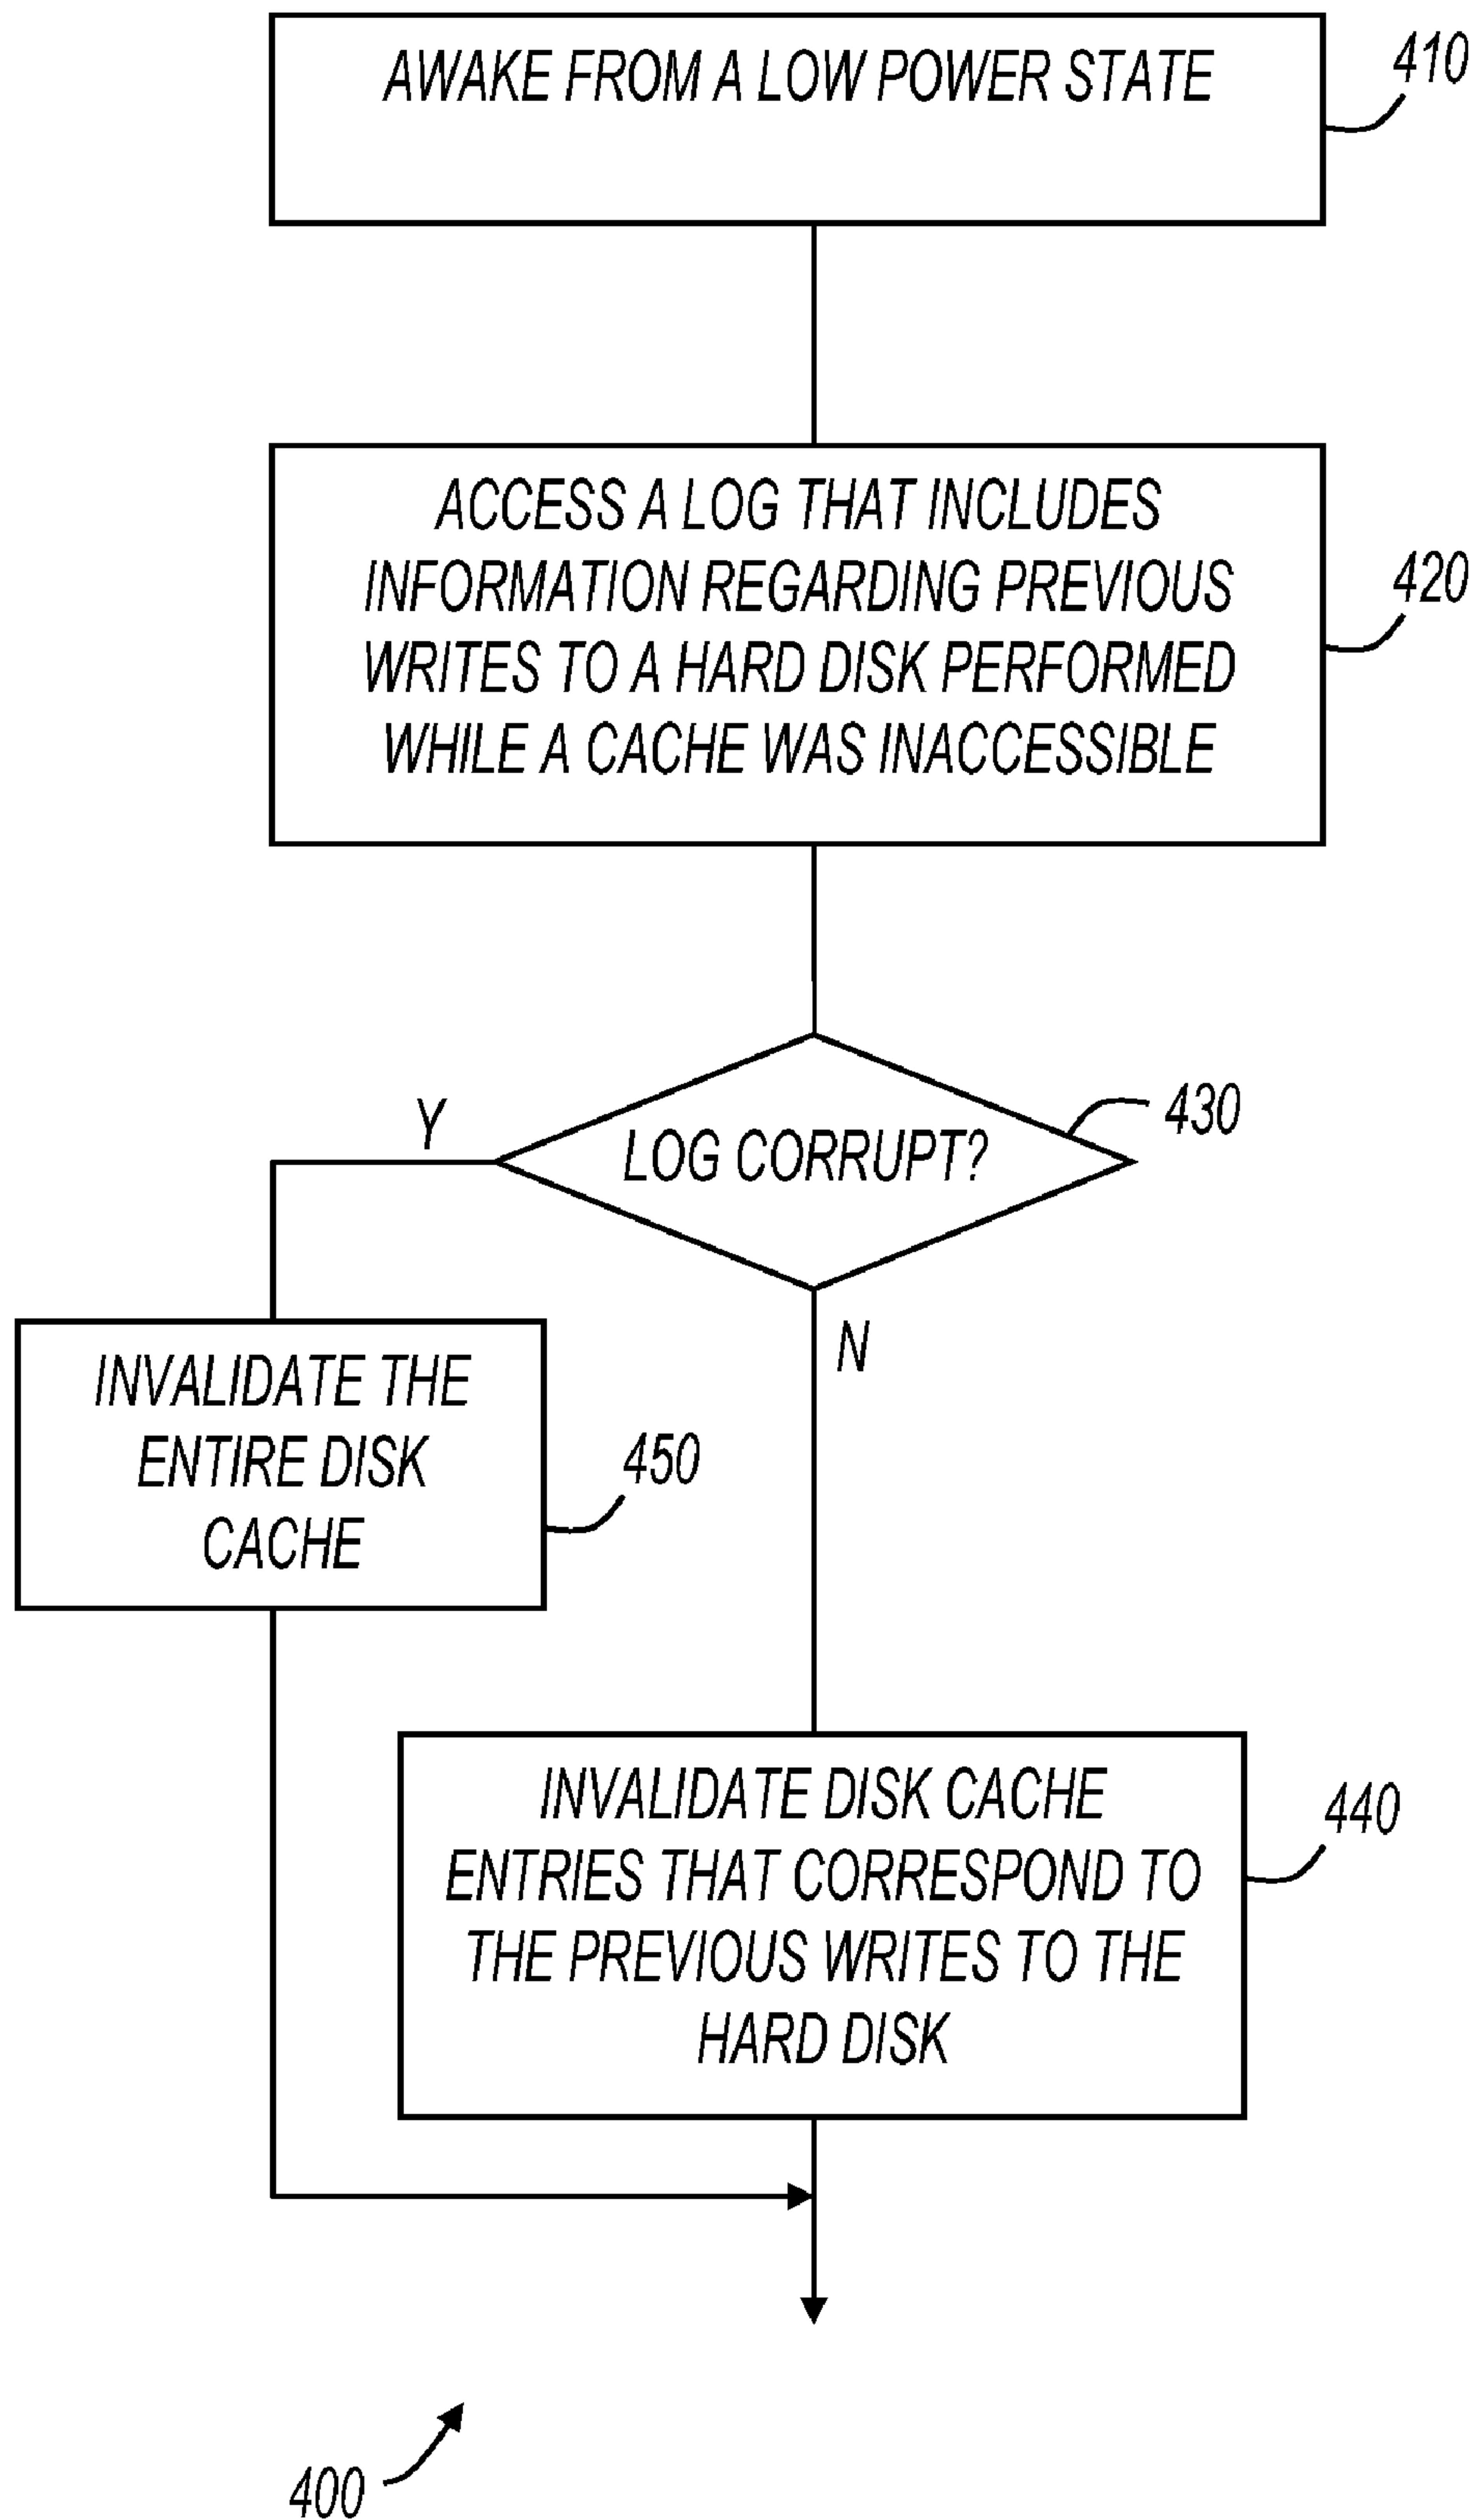 AWAKE FROM A LOW POWER STATE
410
ACCESS A LOG THAT INCLUDES
INFORMATION REGARDING PREVIOUS
WRITES TO A HARD DISK PERFORMED
WHILE A CACHE WAS INACCESSIBLE
420
LOG CORRUPT?
430
Y
N
INVALIDATE THE
ENTIRE DISK
CACHE
450
INVALIDATE DISK CACHE
ENTRIES THAT CORRESPOND TO
THE PREVIOUS WRITES TO THE
HARD DISK
440
400